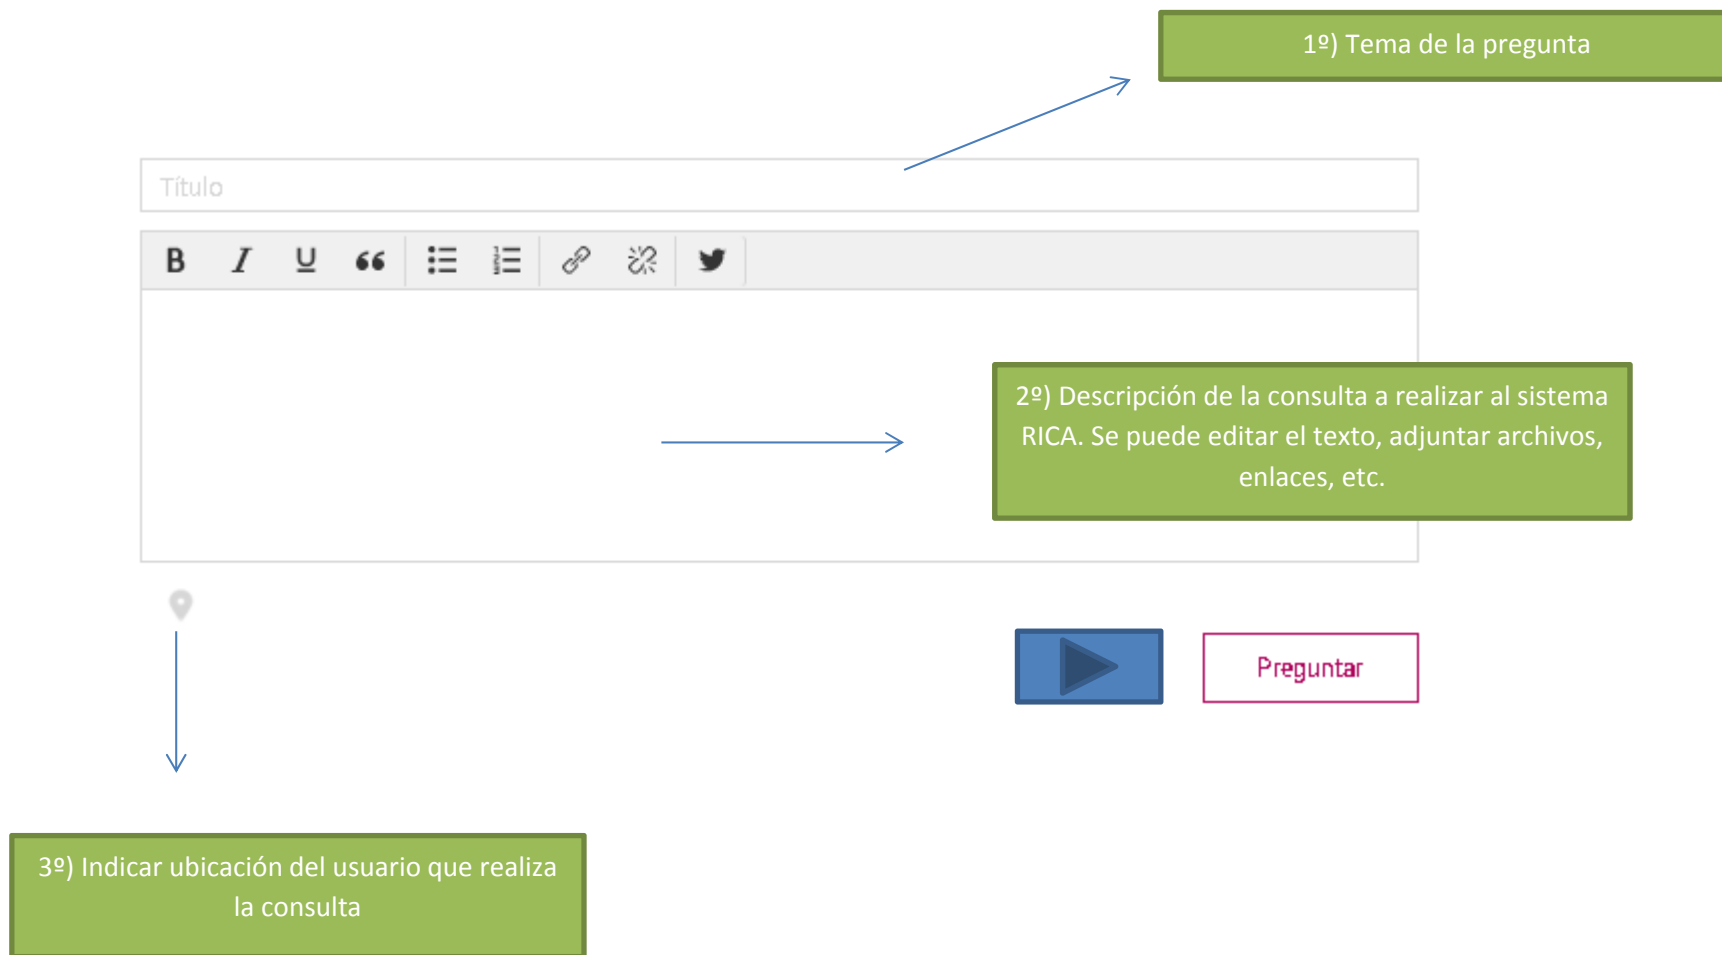 1º) Tema de la pregunta
Título
B I U
2º) Descripción de la consulta a realizar al sistema
RICA. Se puede editar el texto, adjuntar archivos,
enlaces, etc.
Preguntar
3º) Indicar ubicación del usuario que realiza
la consulta